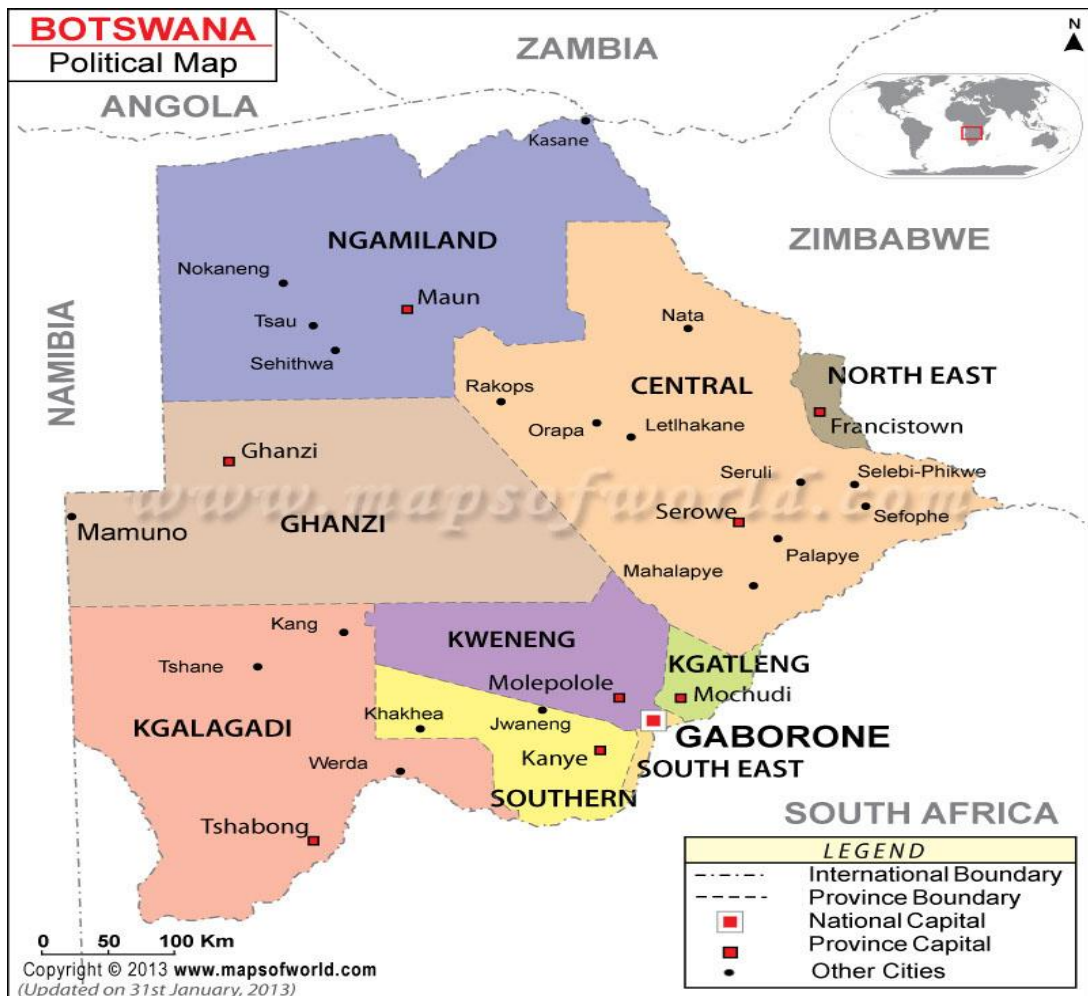 BOTSWANA
Political Map
ZAMBIA
N
ANGOLA
Kasane
ZIMBABWE
NGAMILAND
Nokaneng
Maun
Tsau
Nata
Sehithwa
NAMIBIA
NORTH EAST
CENTRAL
Rakops
Orapa
Letlhakane
Francistown
Ghanzi
Seruli
Selebi-Phikwe
www.mapsofworld.com
Serowe
Sefophe
GHANZI
Mamuno
Palapye
Mahalapye
Kang
KWENENG
Tshane
KGATLENG
Molepolole
Mochudi
Khakhea
Jwaneng
KGALAGADI
GABORONE
Kanye
Werda
SOUTH EAST
SOUTHERN
Tshabong
SOUTH AFRICA
LEGEND
International Boundary
Province Boundary
National Capital
Province Capital
Other Cities
0 50 100 Km
Copyright © 2013 www.mapsofworld.com
(Updated on 31st January, 2013)